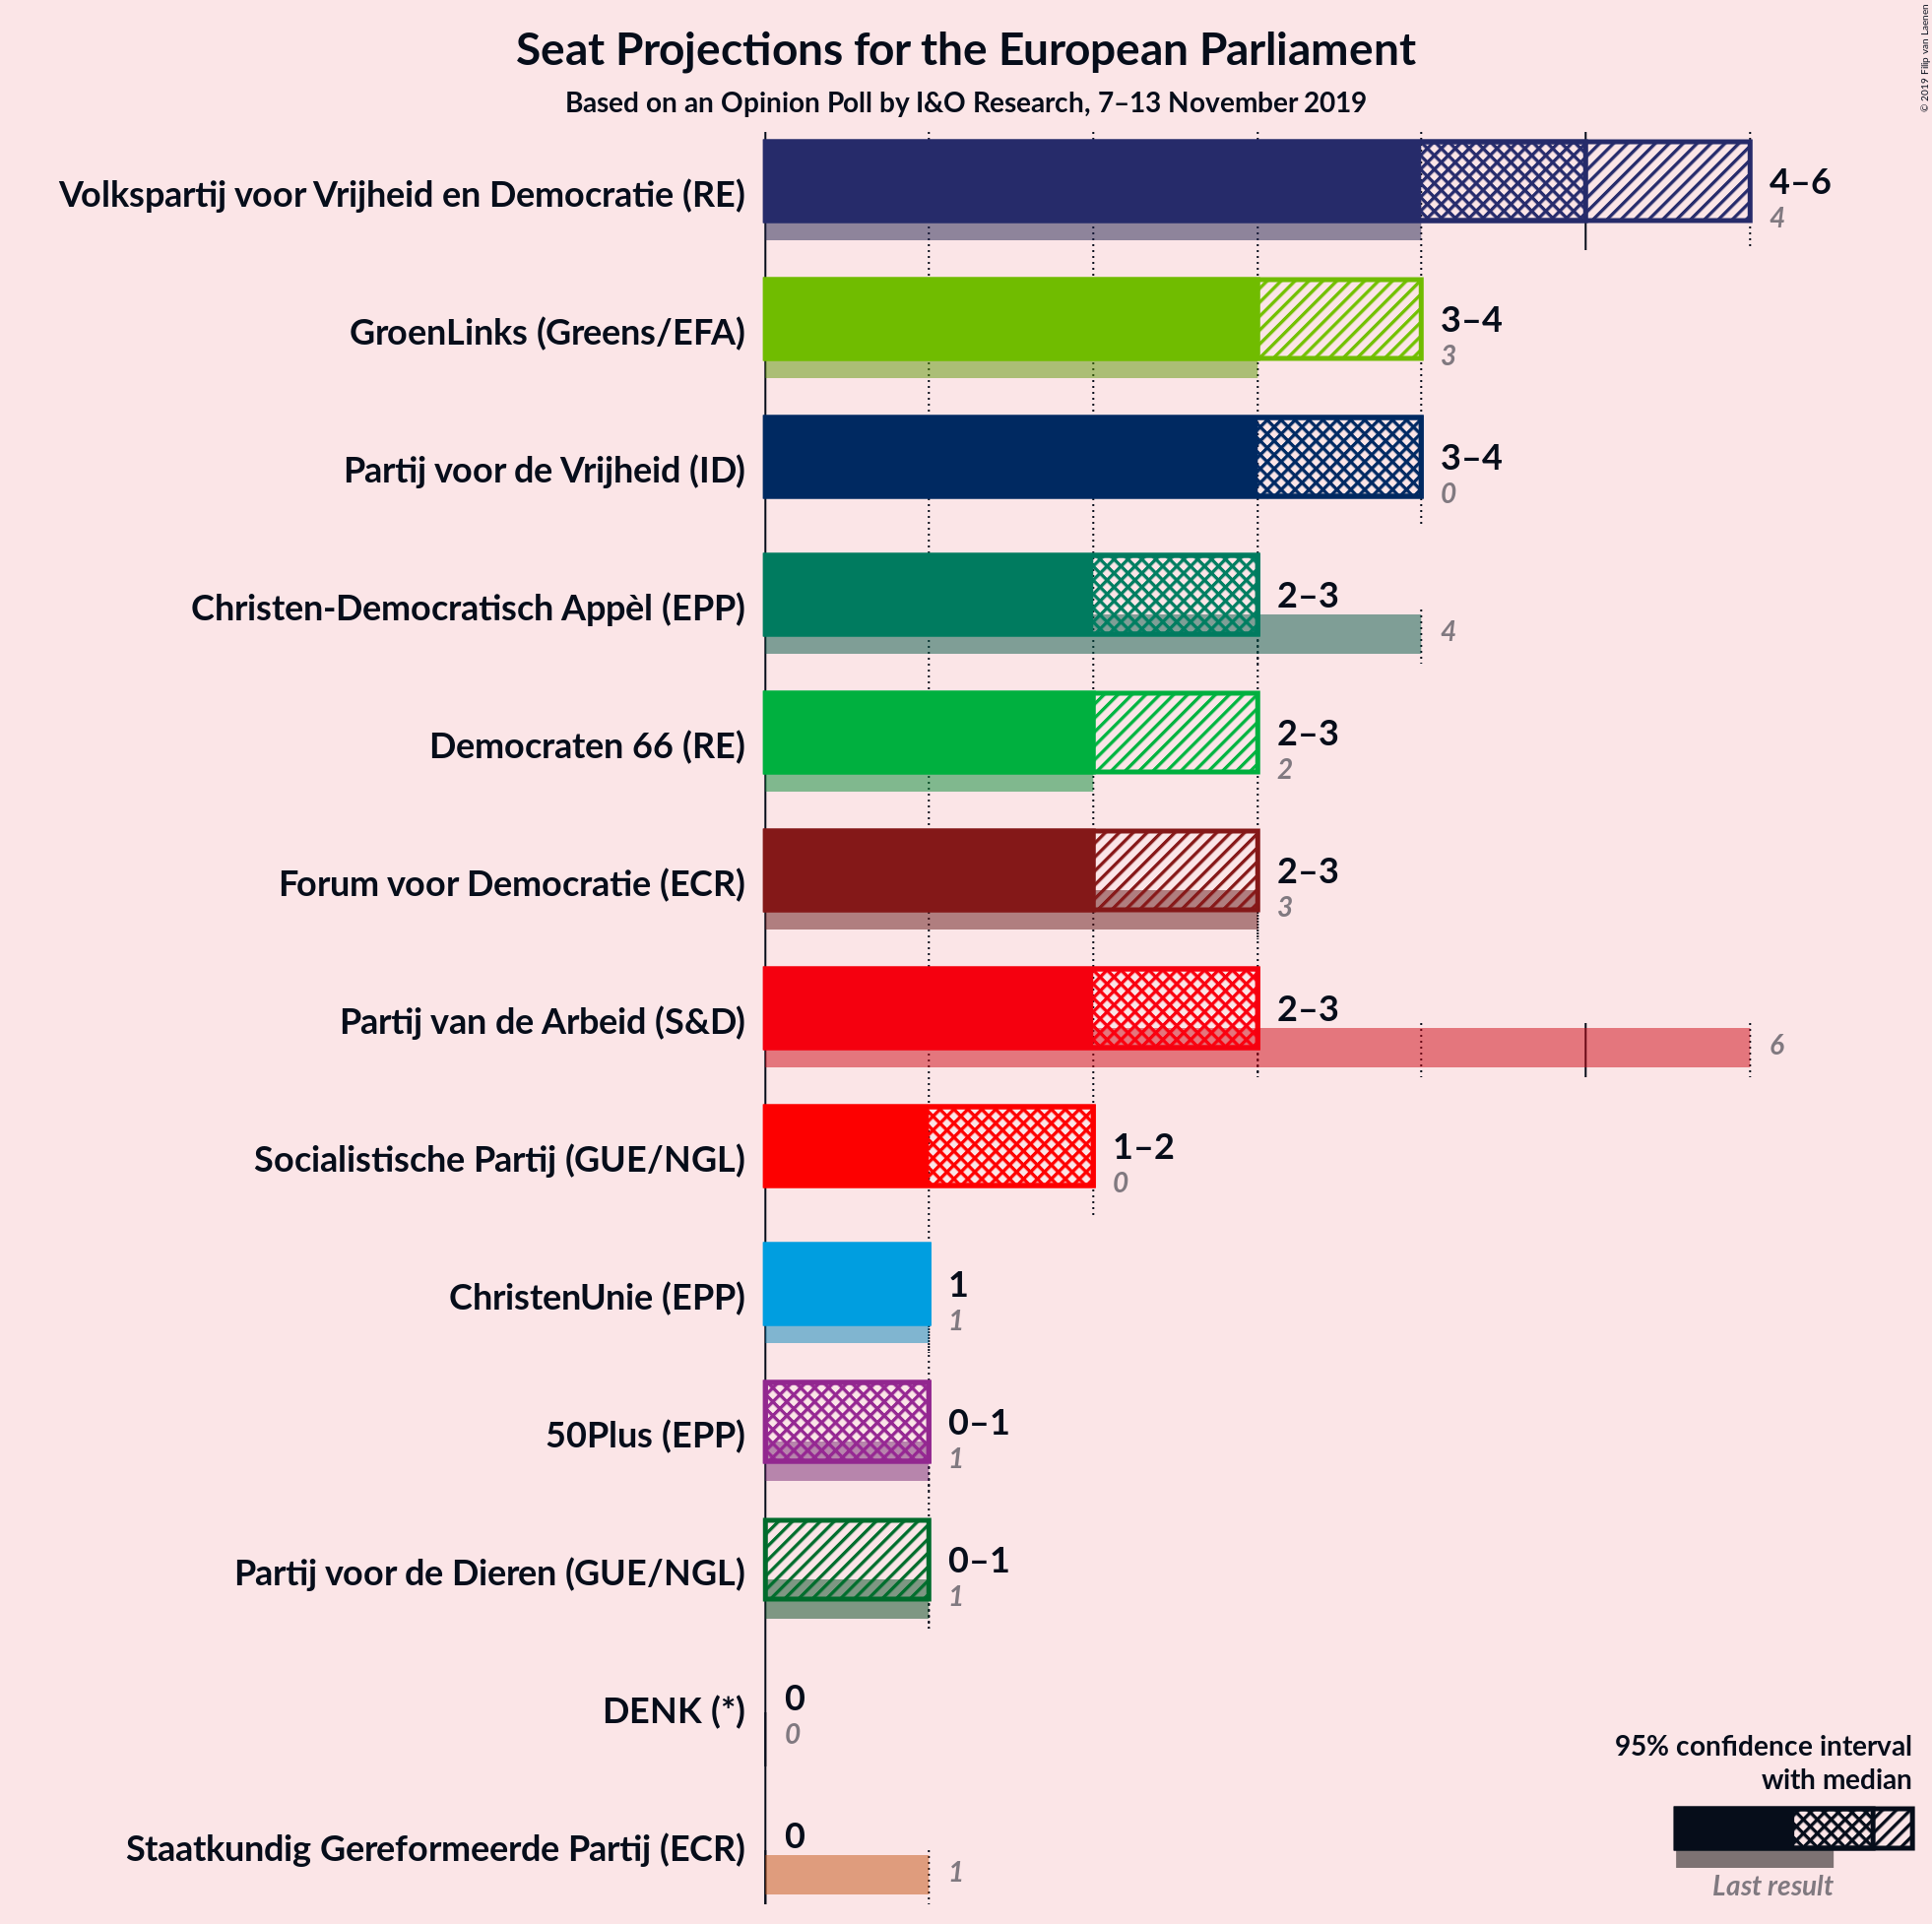 Seat Projections for the European Parliament
Based on an Opinion Poll by I&O Research, 7–13 November 2019
© 2019 Filip van Laenen
Volkspartij voor Vrijheid en Democratie (RE)
4–6
4
GroenLinks (Greens/EFA)
3–4
3
Partij voor de Vrijheid (ID)
3–4
0
Christen-Democratisch Appèl (EPP)
2–3
4
Democraten 66 (RE)
2–3
2
Forum voor Democratie (ECR)
2–3
3
Partij van de Arbeid (S&D)
2–3
6
Socialistische Partij (GUE/NGL)
1–2
0
ChristenUnie (EPP)
1
1
50Plus (EPP)
0–1
1
Partij voor de Dieren (GUE/NGL)
0–1
1
DENK (*)
0
0
Staatkundig Gereformeerde Partij (ECR)
0
1
95% confidence interval
with median
Last result